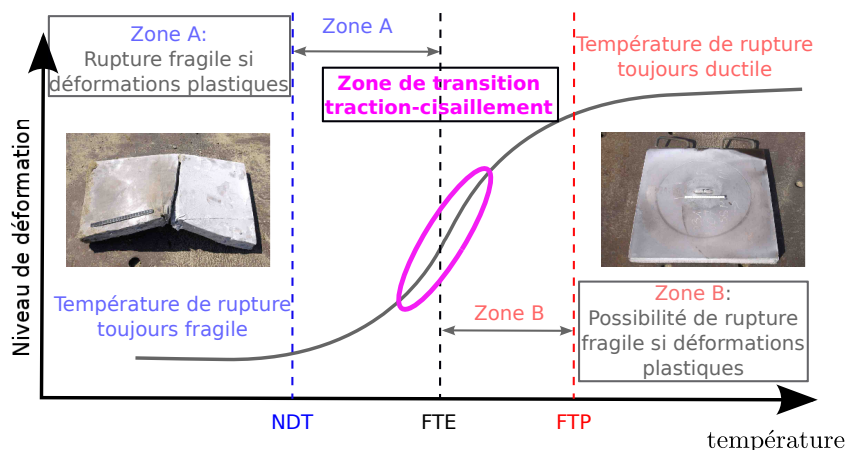 Zone A:
Rupture fragile si
déformations plastiques
Zone A
Température de rupture
toujours ductile
Zone de transition
traction-cisaillement
Niveau de déformation
Température de rupture
toujours fragile
Zone B
Zone B:
Possibilité de rupture
fragile si déformations
plastiques
NDT
FTE
FTP
température